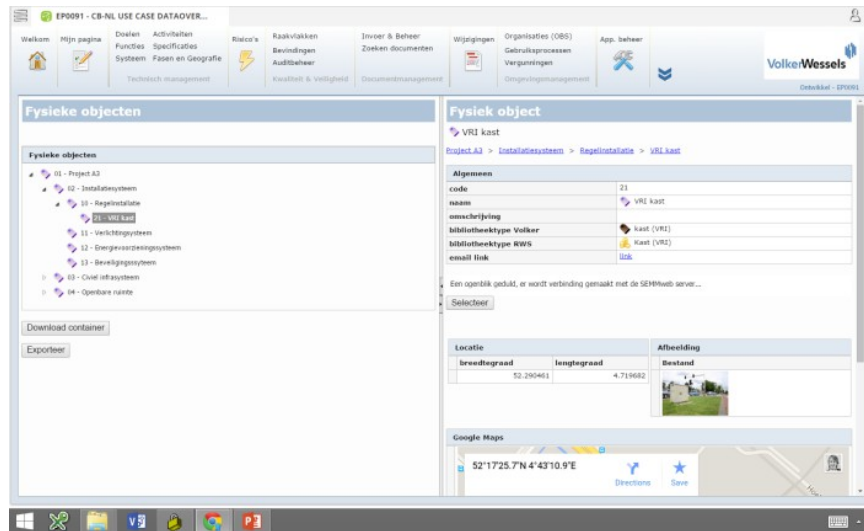 EP0091 - CB-NL USE CASE DATAOVER...
Welkom
Mijn pagina
Doelen Activiteiten
Functies Specificaties
Systeem Fasen en Geografie
Technisch management
Risico's
Raakvlakken
Bevindingen
Auditbeheer
Kwaliteit & Veiligheid
Invoer & Beheer
Zoeken documenten
Documentmanagement
Wijzigingen
Organisaties (OBS)
Gebruiksprocessen
Vergunningen
Omgevingsmanagement
App. beheer
VolkerWessels
Ontwikkel - EP0091
Fysieke objecten
Fysieke objecten
01 - Project A3
02 - Installatiesysteem
10 - Regelinstallatie
21 - VRI kast
11 - Verlichtingsysteem
12 - Energievoorzieningssysteem
13 - Beveiligingssysteem
03 - Civiel infrasysteem
04 - Openbare ruimte
Download container
Exporteer
Fysiek object
VRI kast
Project A3 > Installatiesysteem > Regelinstallatie > VRI kast
Algemeen
code 21
naam VRI kast
omschrijving
bibliotheektype Volker kast (VRI)
bibliotheektype RWS Kast (VRI)
email link link
Een ogenblik geduld, er wordt verbinding gemaakt met de SEMMweb server...
Selecteer
Locatie
breedtegraad lengtegraad
52.290461 4.719682
Afbeelding
Bestand
Google Maps
52°17'25.7"N 4°43'10.9"E
Directions
Save